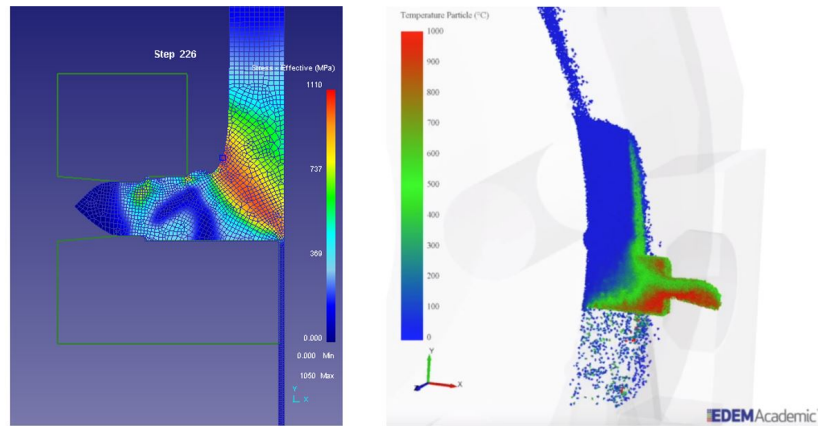 Step 226
Stress - Effective (MPa)
1110
737
369
0.000
0.000 Min
1050 Max
Y
X
Temperature Particle (°C)
1000
900
800
700
600
500
400
300
200
100
0
Y
X
EDEMAcademic